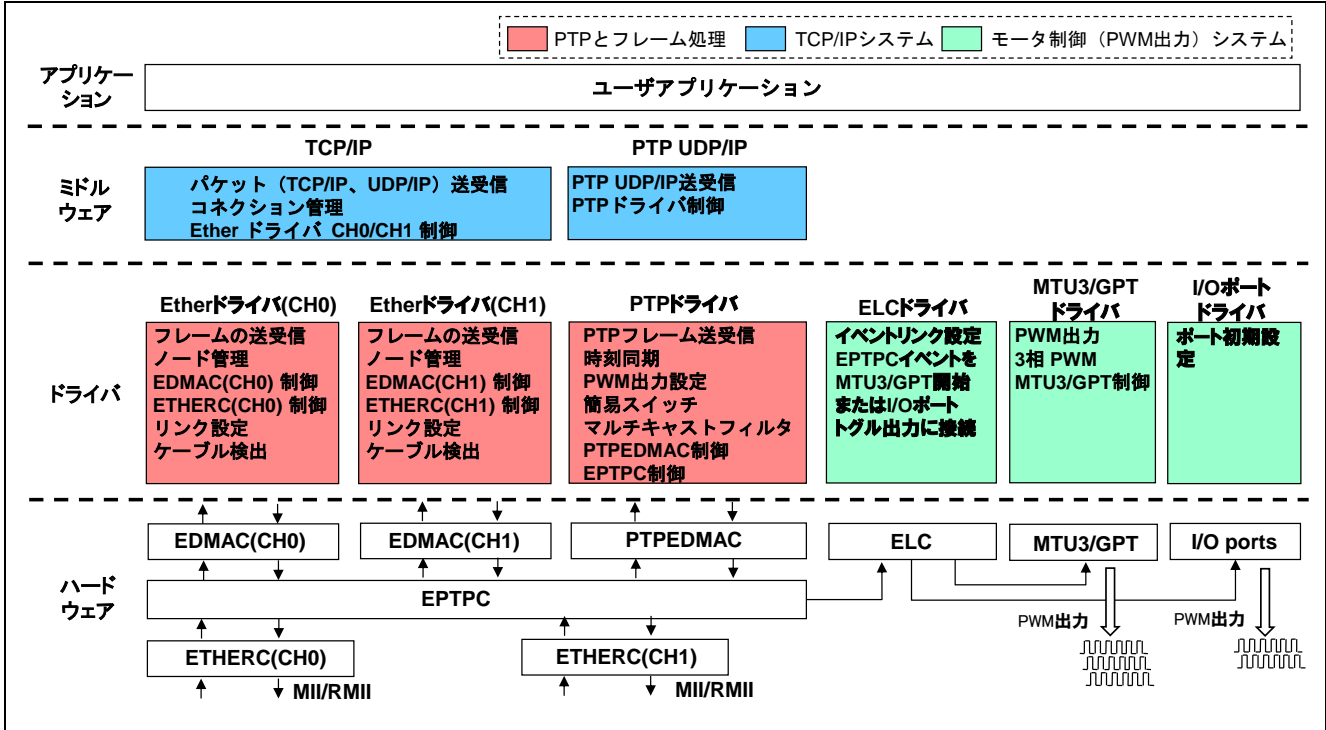 PTPとフレーム処理 TCP/IPシステム モータ制御（PWM出力）システム
アプリケー
ション
ユーザアプリケーション
TCP/IP
PTP UDP/IP
ミドル
ウェア
パケット（TCP/IP、UDP/IP）送受信
コネクション管理
Ether ドライバ CH0/CH1 制御
PTP UDP/IP送受信
PTPドライバ制御
ドライバ
Etherドライバ(CH0)
フレームの送受信
ノード管理
EDMAC(CH0) 制御
ETHERC(CH0) 制御
リンク設定
ケーブル検出
Etherドライバ(CH1)
フレームの送受信
ノード管理
EDMAC(CH1) 制御
ETHERC(CH1) 制御
リンク設定
ケーブル検出
PTPドライバ
PTPフレーム送受信
時刻同期
PWM出力設定
簡易スイッチ
マルチキャストフィルタ
PTPEDMAC制御
EPTPC制御
ELCドライバ
イベントリンク設定
EPTPCイベントを
MTU3/GPT開始
またはI/Oポート
トグル出力に接続
MTU3/GPT
ドライバ
PWM出力
3相 PWM
MTU3/GPT制御
I/Oポート
ドライバ
ポート初期設
定
ハード
ウェア
EDMAC(CH0)
EDMAC(CH1)
PTPEDMAC
ELC
MTU3/GPT
I/O ports
EPTPC
PWM出力
PWM出力
ETHERC(CH0)
ETHERC(CH1)
MII/RMII
MII/RMII